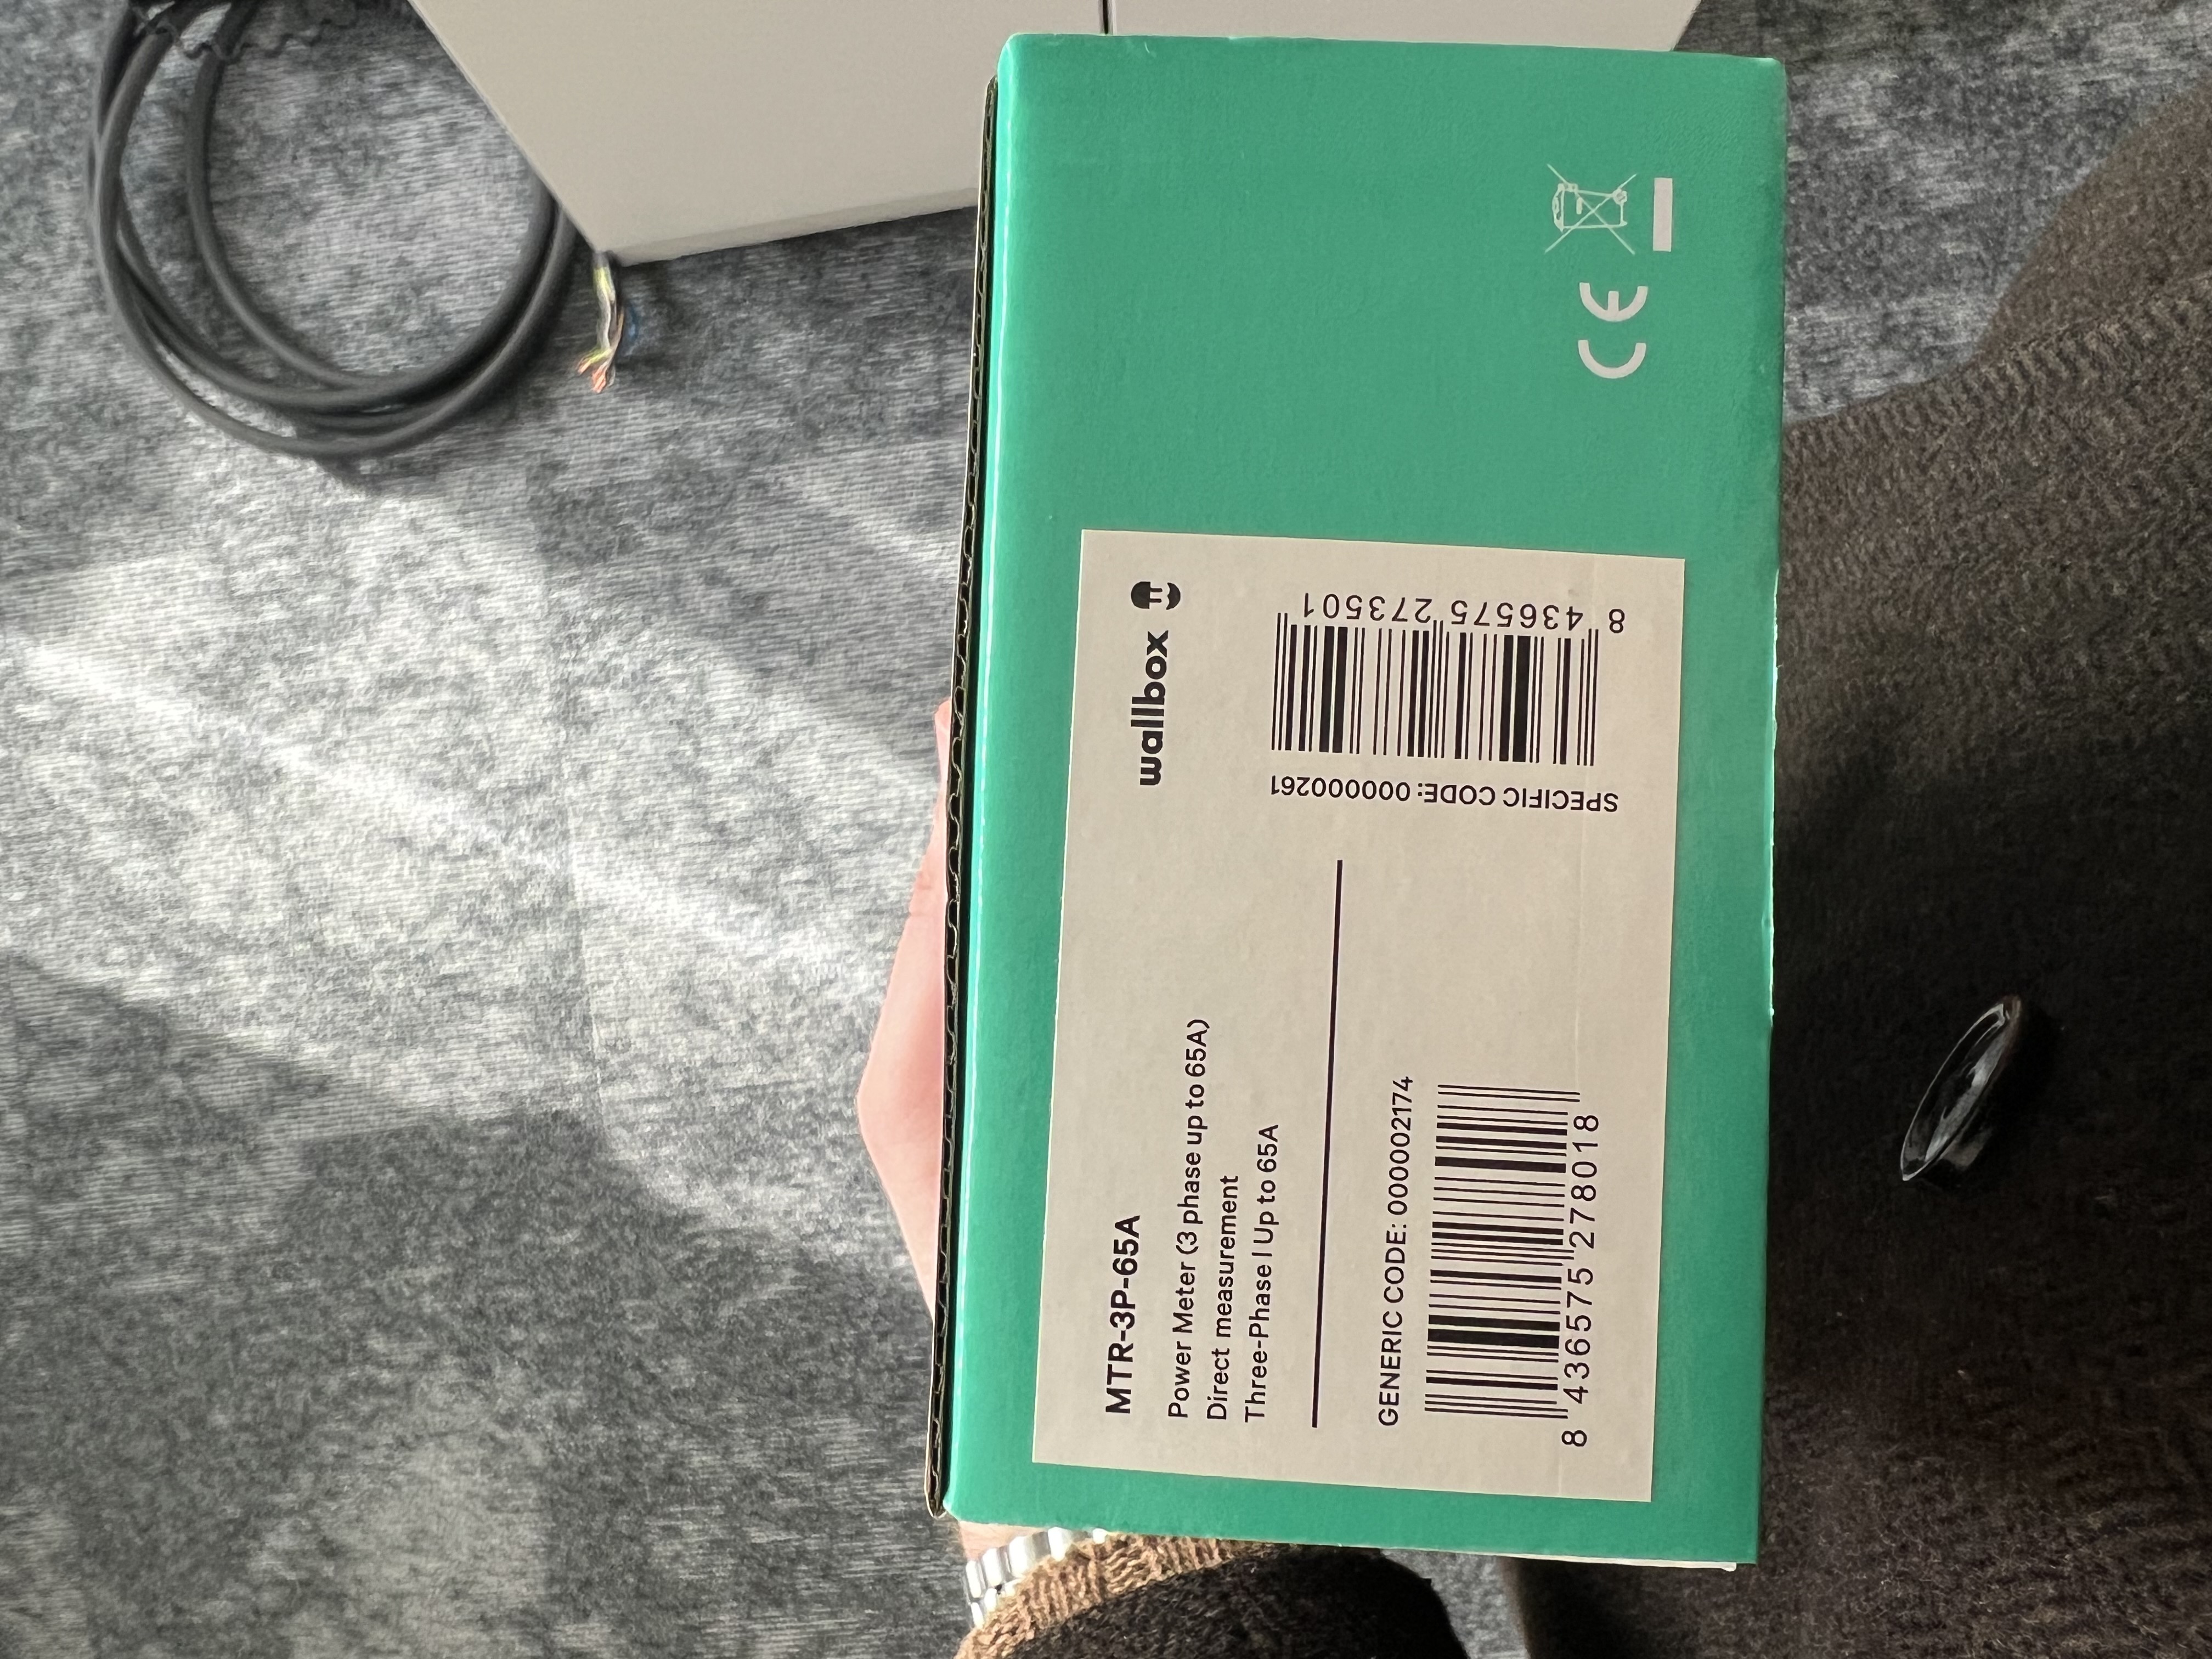 MTR-3P-65A
wallbox
Power Meter (3 phase up to 65A)
Direct measurement
Three-Phase | Up to 65A
GENERIC CODE: 0000002174
8 436575 278018
SPECIFIC CODE: 000000261
8 436575 273501
CE